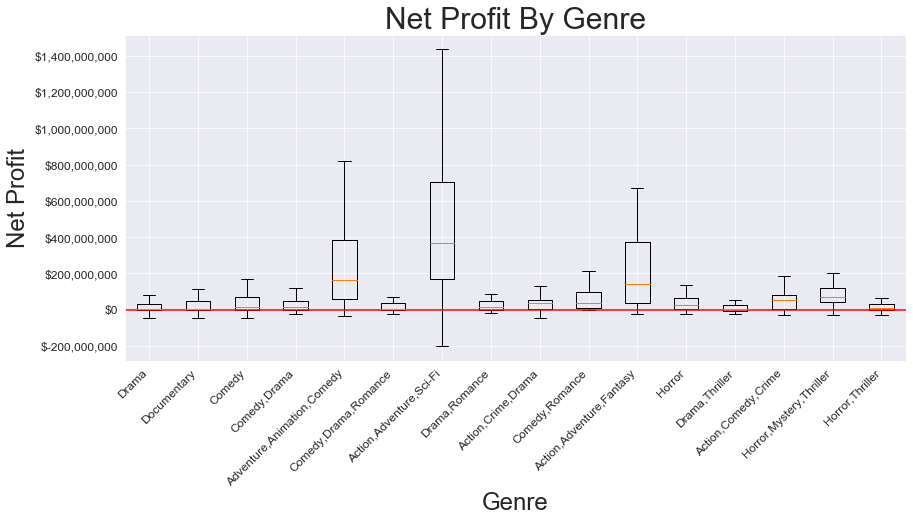 Net Profit By Genre
$1,400,000,000
$1,200,000,000
$1,000,000,000
$800,000,000
$600,000,000
$400,000,000
$200,000,000
$0
$-200,000,000
Net Profit
Drama
Documentary
Comedy
Comedy,Drama
Adventure,Animation,Comedy
Comedy,Drama,Romance
Action,Adventure,Sci-Fi
Drama,Romance
Action,Crime,Drama
Comedy,Romance
Action,Adventure,Fantasy
Horror
Drama,Thriller
Action,Comedy,Crime
Horror,Mystery,Thriller
Horror,Thriller
Genre